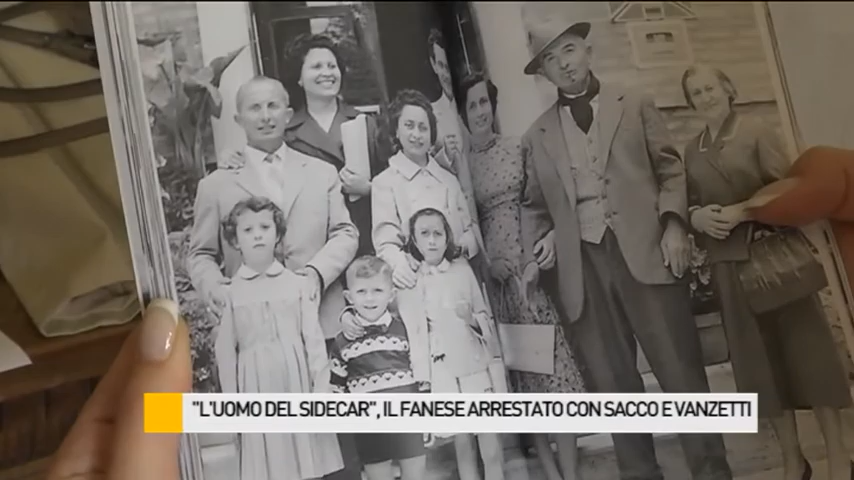 "L'UOMO DEL SIDECAR", IL FANESE ARRESTATO CON SACCO E VANZETTI